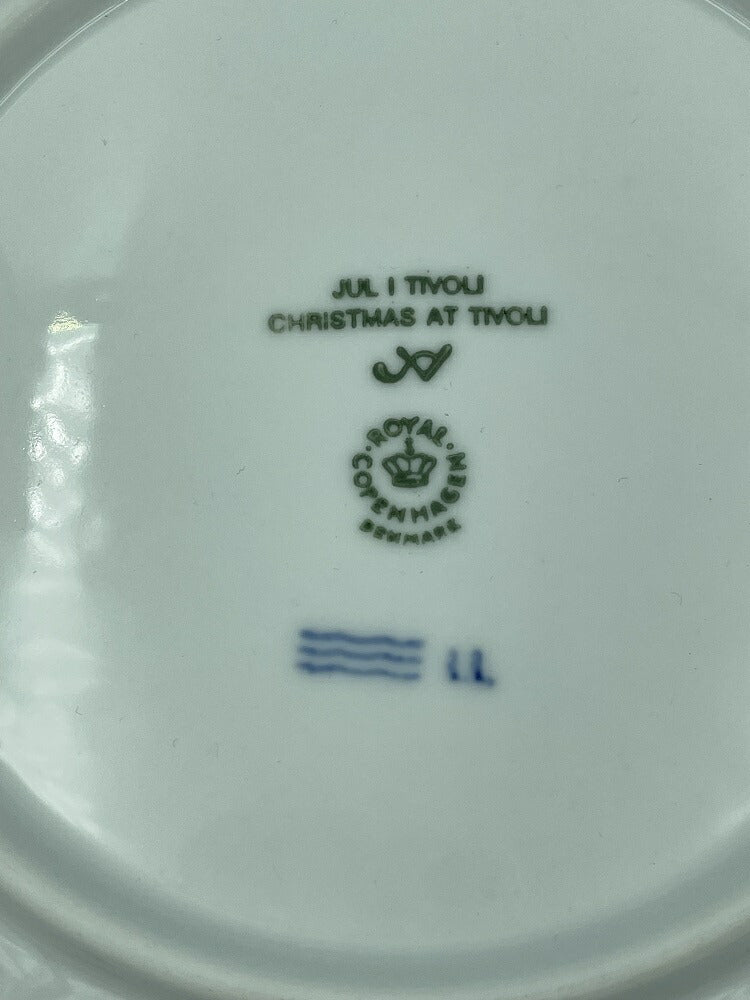 JUL I TIVOLI
CHRISTMAS AT TIVOLI
ROYAL COPENHAGEN
DENMARK